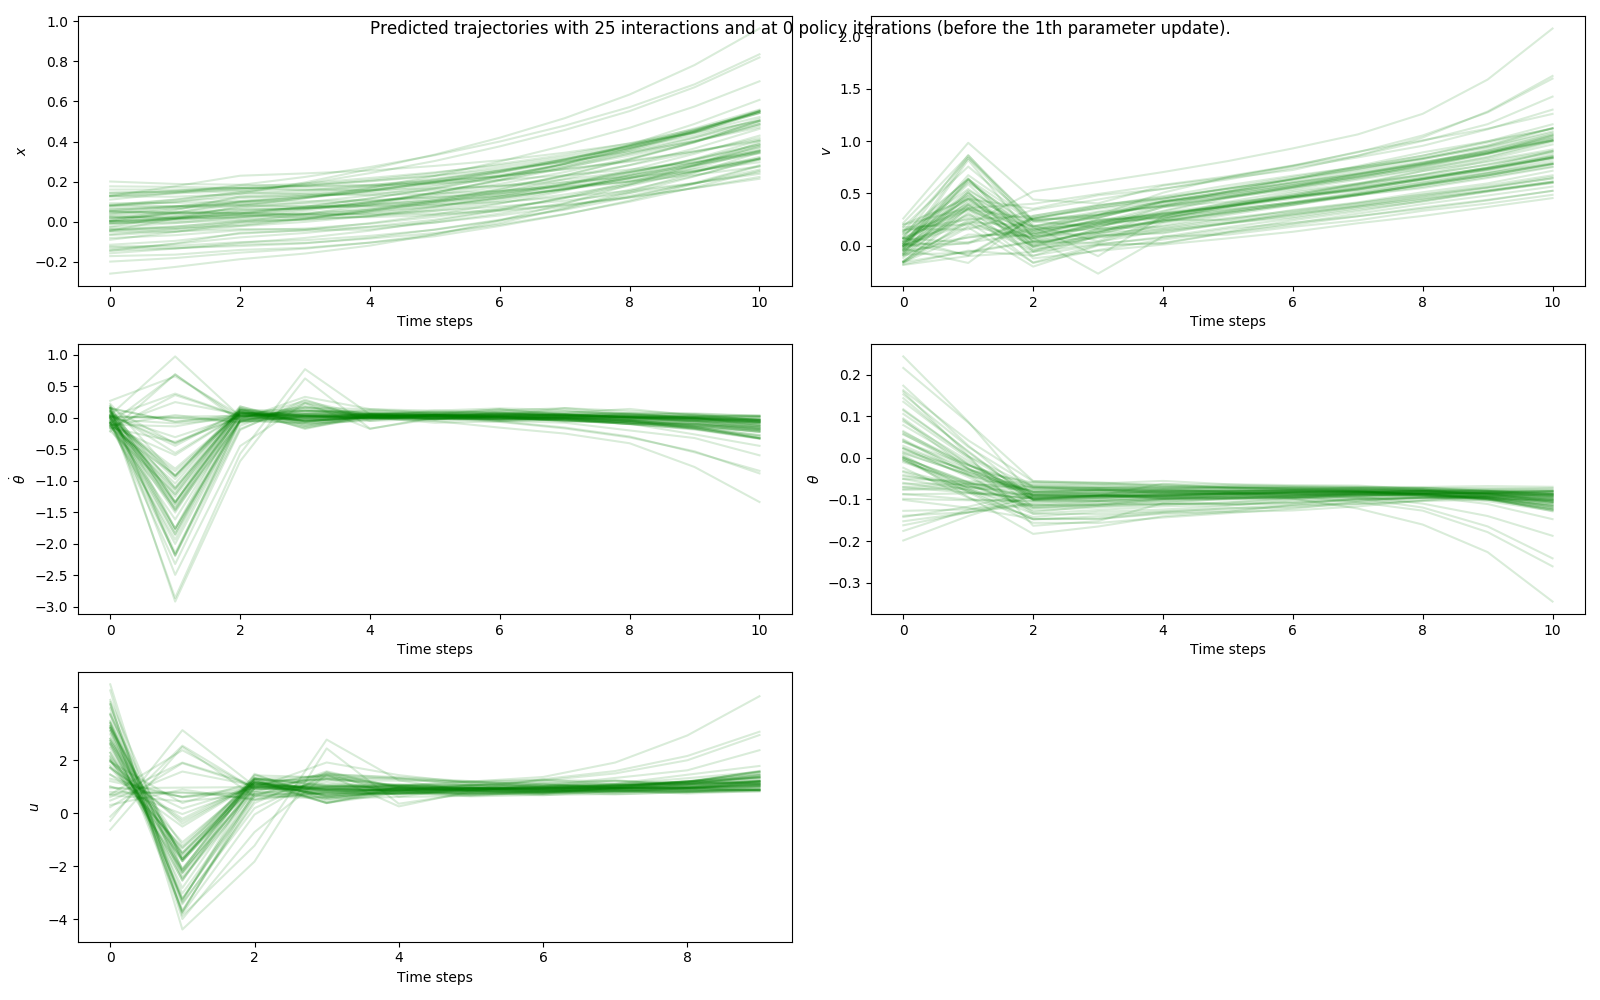 Predicted trajectories with 25 interactions and at 0 policy iterations (before the 1th parameter update).
1.0
0.8
0.6
0.4
0.2
0.0
−0.2
x
0 2 4 6 8 10
Time steps
2.0
1.5
1.0
0.5
0.0
v
0 2 4 6 8 10
Time steps
1.0
0.5
0.0
−0.5
−1.0
−1.5
−2.0
−2.5
−3.0
θ̇
0 2 4 6 8 10
Time steps
0.2
0.1
0.0
−0.1
−0.2
−0.3
θ
0 2 4 6 8 10
Time steps
4
2
0
−2
−4
u
0 2 4 6 8
Time steps